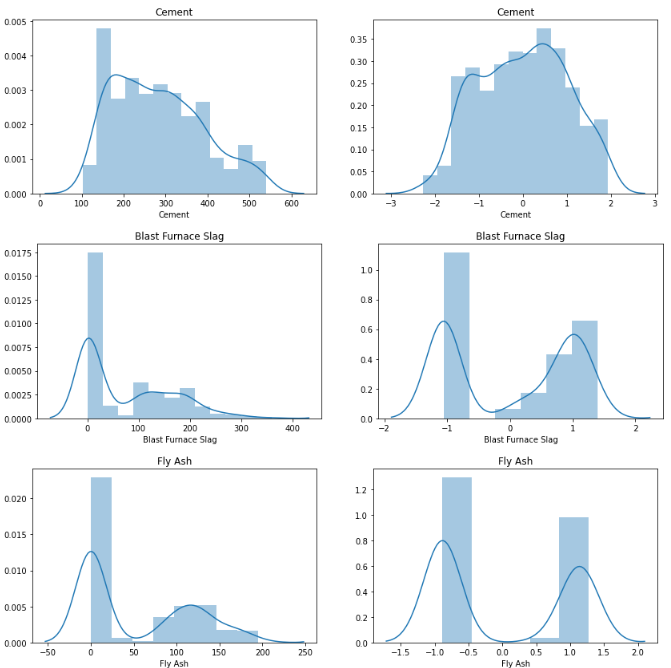 Cement
0.005
0.004
0.003
0.002
0.001
0.000
0 100 200 300 400 500 600
Cement
Cement
0.35
0.30
0.25
0.20
0.15
0.10
0.05
0.00
−3 −2 −1 0 1 2 3
Cement
Blast Furnace Slag
0.0175
0.0150
0.0125
0.0100
0.0075
0.0050
0.0025
0.0000
0 100 200 300 400
Blast Furnace Slag
Blast Furnace Slag
1.0
0.8
0.6
0.4
0.2
0.0
−2 −1 0 1 2
Blast Furnace Slag
Fly Ash
0.020
0.015
0.010
0.005
0.000
−50 0 50 100 150 200 250
Fly Ash
Fly Ash
1.2
1.0
0.8
0.6
0.4
0.2
0.0
−1.5 −1.0 −0.5 0.0 0.5 1.0 1.5 2.0
Fly Ash